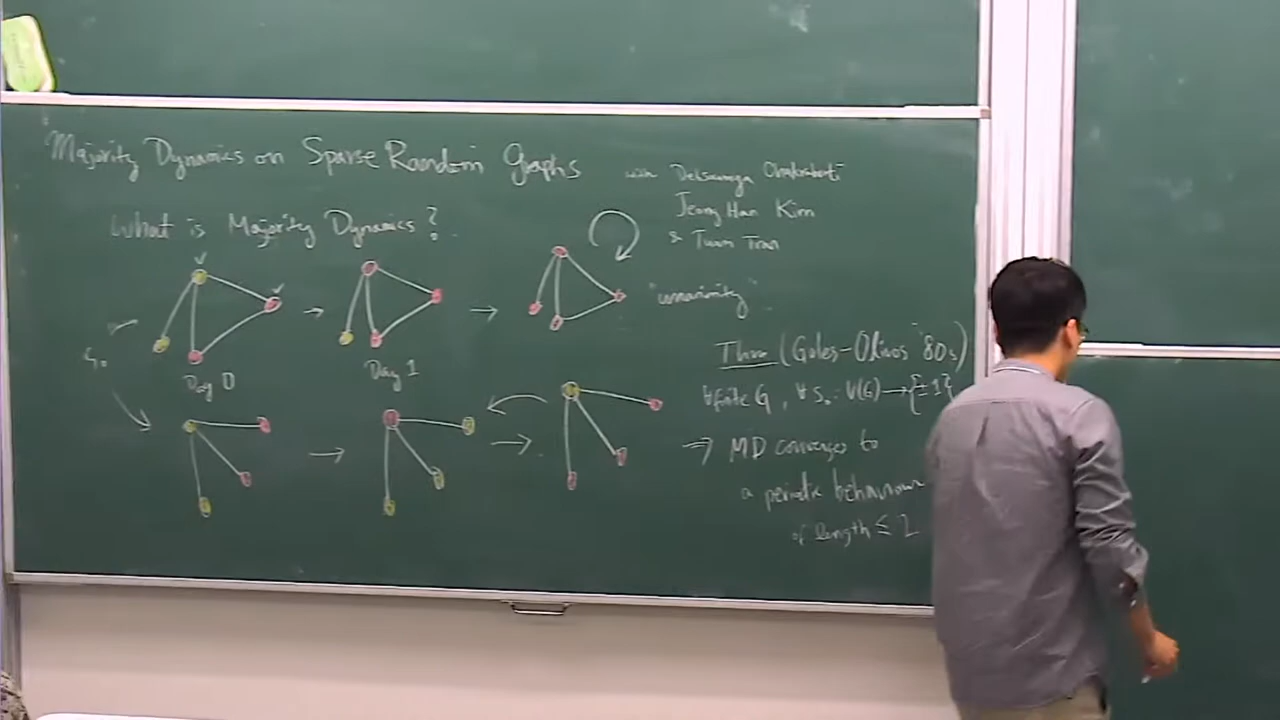 Majority Dynamics on Sparse Random Graphs
with Debsoumya Chakraborti
Jeong Han Kim
& Tuan Tran
What is Majority Dynamics?
"unanimity"
S₀
Day 0
Day 1
Thm (Goles-Olivos '80s)
∀finite G, ∀ S₀: V(G) → {±1}
⇒ MD converges to
a periodic behaviour
of length ≤ 2